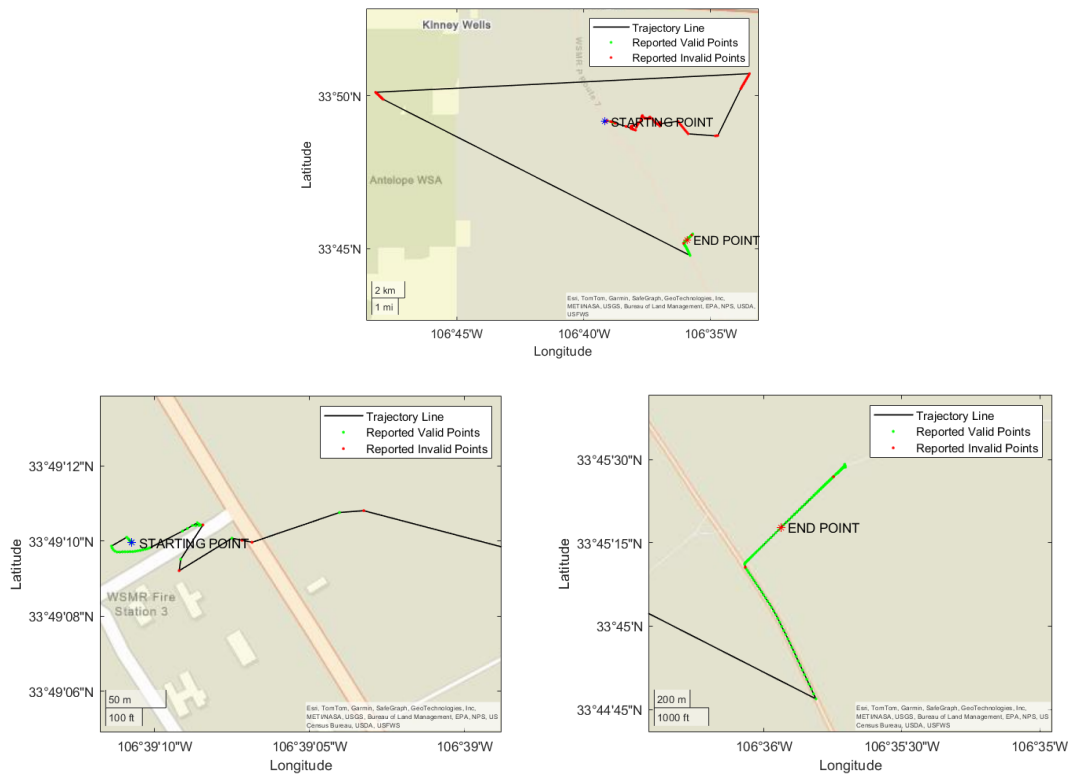 Kinney Wells
WSMR P Route 7
Trajectory Line
Reported Valid Points
Reported Invalid Points
33°50'N
STARTING POINT
Latitude
Antelope WSA
END POINT
33°45'N
2 km
1 mi
Esri, TomTom, Garmin, SafeGraph, GeoTechnologies, Inc,
METI/NASA, USGS, Bureau of Land Management, EPA, NPS, USDA,
USFWS
106°45'W
106°40'W
106°35'W
Longitude
Trajectory Line
Reported Valid Points
Reported Invalid Points
33°49'12"N
33°49'10"N
STARTING POINT
Latitude
WSMR Fire
Station 3
33°49'08"N
33°49'06"N
50 m
100 ft
Esri, TomTom, Garmin, SafeGraph, GeoTechnologies, Inc,
METI/NASA, USGS, Bureau of Land Management, EPA, NPS, US
Census Bureau, USDA, USFWS
106°39'10"W
106°39'05"W
106°39'W
Longitude
Trajectory Line
Reported Valid Points
Reported Invalid Points
33°45'30"N
END POINT
33°45'15"N
Latitude
33°45'N
33°44'45"N
200 m
1000 ft
Esri, TomTom, Garmin, SafeGraph, GeoTechnologies, Inc,
METI/NASA, USGS, Bureau of Land Management, EPA, NPS, US
Census Bureau, USDA, USFWS
106°36'W
106°35'30"W
106°35'W
Longitude